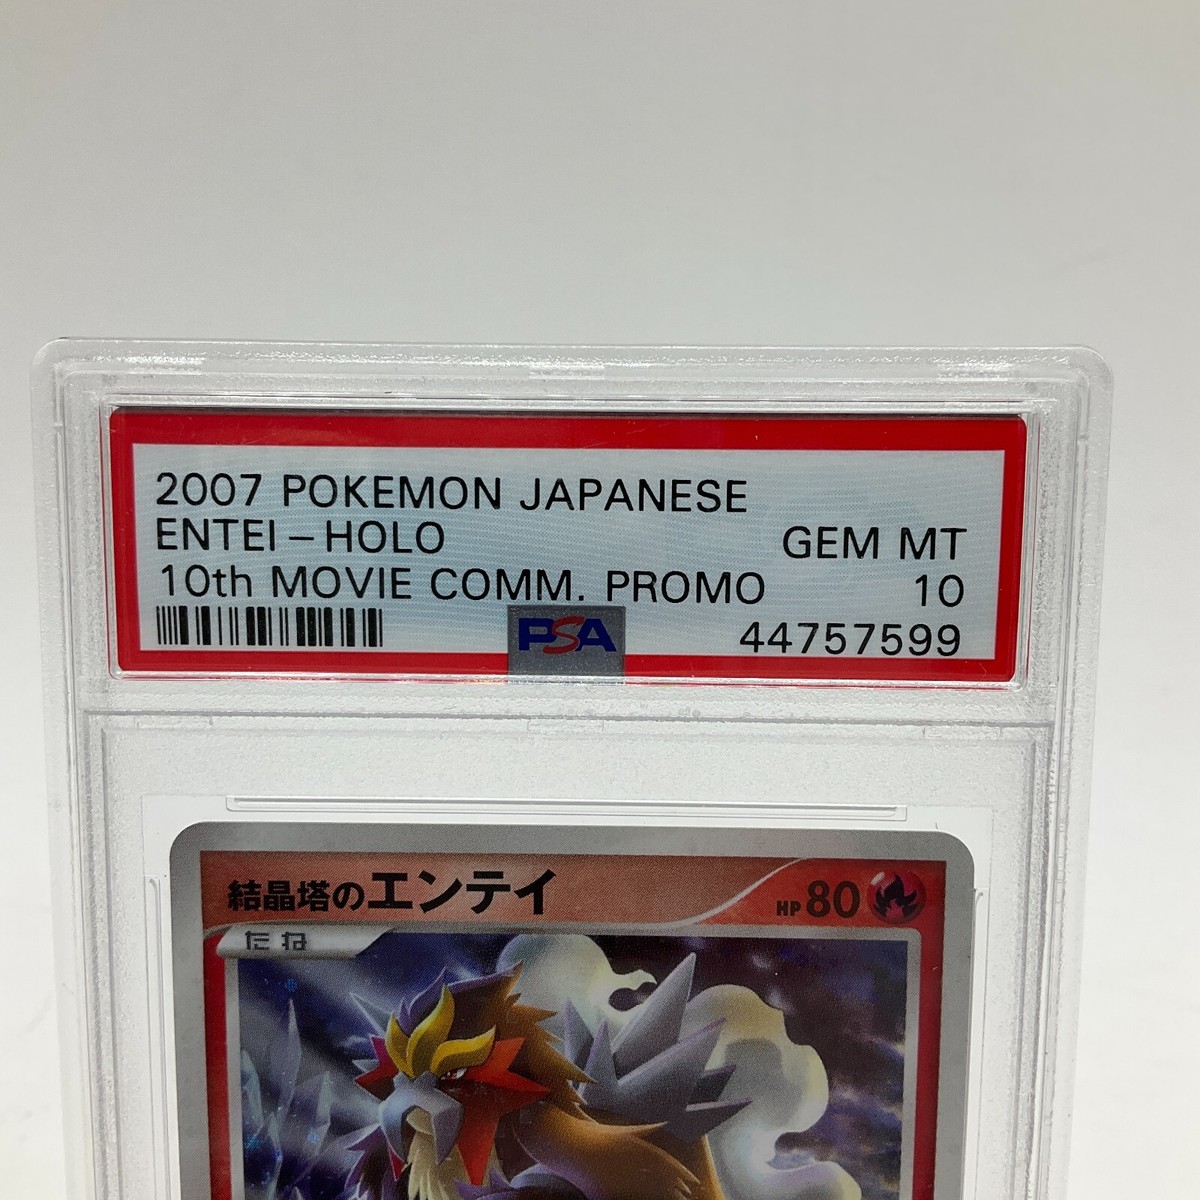 2007 POKEMON JAPANESE
ENTEI-HOLO
GEM MT
10th MOVIE COMM. PROMO
10
PSA
44757599
結晶塔のエンテイ
HP 80
たね